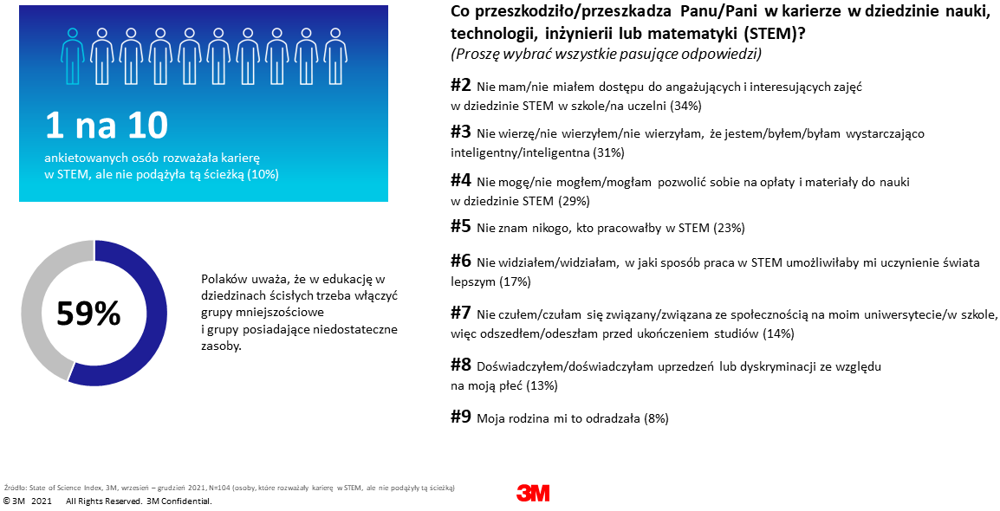 1 na 10
ankietowanych osób rozważała karierę
w STEM, ale nie podążyła tą ścieżką (10%)
59%
Polaków uważa, że w edukację w
dziedzinach ścisłych trzeba włączyć
grupy mniejszościowe
i grupy posiadające niedostateczne
zasoby.
Co przeszkodziło/przeszkadza Panu/Pani w karierze w dziedzinie nauki,
technologii, inżynierii lub matematyki (STEM)?
(Proszę wybrać wszystkie pasujące odpowiedzi)
#2 Nie mam/nie miałem dostępu do angażujących i interesujących zajęć
w dziedzinie STEM w szkole/na uczelni (34%)
#3 Nie wierzę/nie wierzyłem/nie wierzyłam, że jestem/byłem/byłam wystarczająco
inteligentny/inteligentna (31%)
#4 Nie mogę/nie mogłem/mogłam pozwolić sobie na opłaty i materiały do nauki
w dziedzinie STEM (29%)
#5 Nie znam nikogo, kto pracowałby w STEM (23%)
#6 Nie widziałem/widziałam, w jaki sposób praca w STEM umożliwiłaby mi uczynienie świata
lepszym (17%)
#7 Nie czułem/czułam się związany/związana ze społecznością na moim uniwersytecie/w szkole,
więc odszedłem/odeszłam przed ukończeniem studiów (14%)
#8 Doświadczyłem/doświadczyłam uprzedzeń lub dyskryminacji ze względu
na moją płeć (13%)
#9 Moja rodzina mi to odradzała (8%)
Źródło: State of Science Index, 3M, wrzesień – grudzień 2021, N=104 (osoby, które rozważały karierę w STEM, ale nie podążyły tą ścieżką)
© 3M 2021 All Rights Reserved. 3M Confidential.
3M